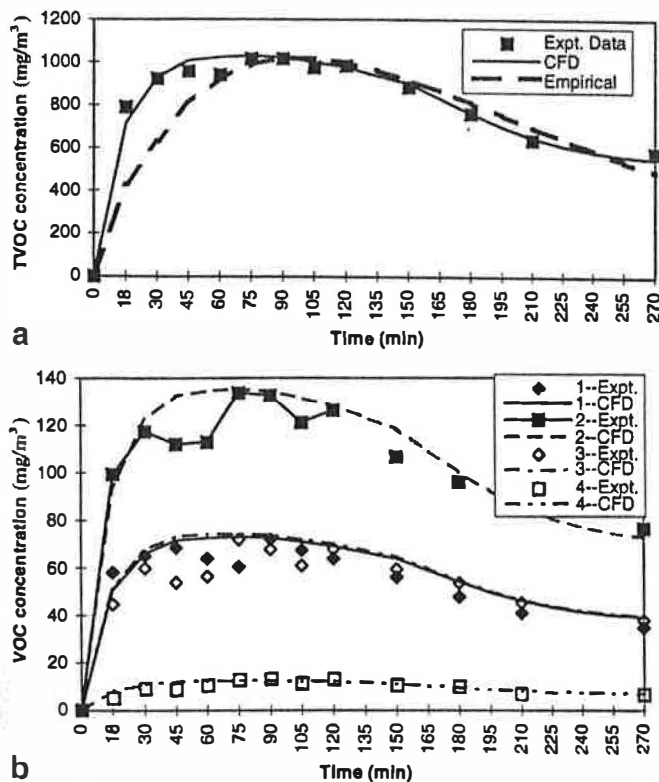 1200
1000
800
600
400
200
0
TVOC concentration (mg/m³)
Expt. Data
CFD
Empirical
0 18 30 45 60 75 90 105 120 135 150 180 195 210 225 240 255 270
Time (min)
a
140
120
100
80
60
40
20
0
VOC concentration (mg/m³)
1--Expt.
1--CFD
2--Expt.
2--CFD
3--Expt.
3--CFD
4--Expt.
4--CFD
0 18 30 45 60 75 90 105 120 135 150 165 180 195 210 225 240 255 270
Time (min)
b